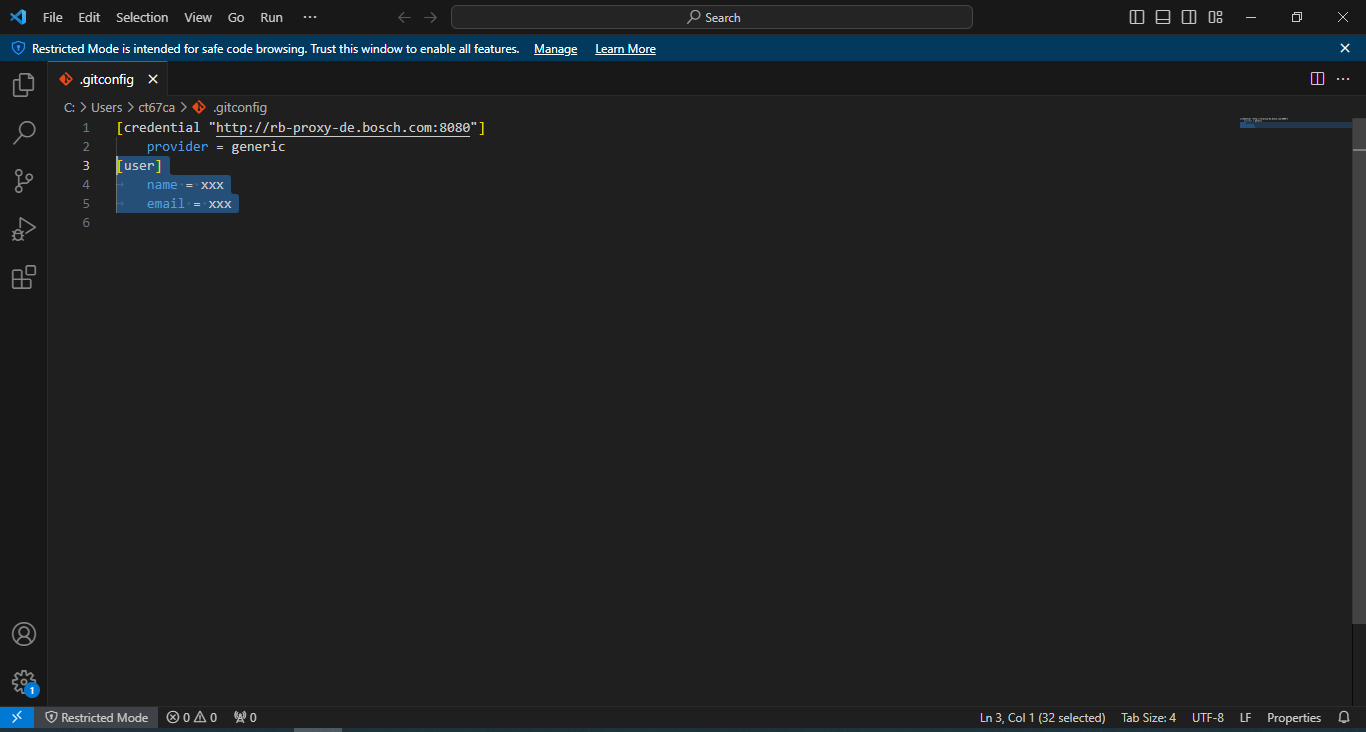 File Edit Selection View Go Run ··· Search
Restricted Mode is intended for safe code browsing. Trust this window to enable all features. Manage Learn More
.gitconfig
C: > Users > ct67ca > .gitconfig
1 [credential "http://rb-proxy-de.bosch.com:8080"]
2 provider = generic
3 [user]
4 name = xxx
5 email = xxx
6
1
Restricted Mode 0 0 0 Ln 3, Col 1 (32 selected) Tab Size: 4 UTF-8 LF Properties